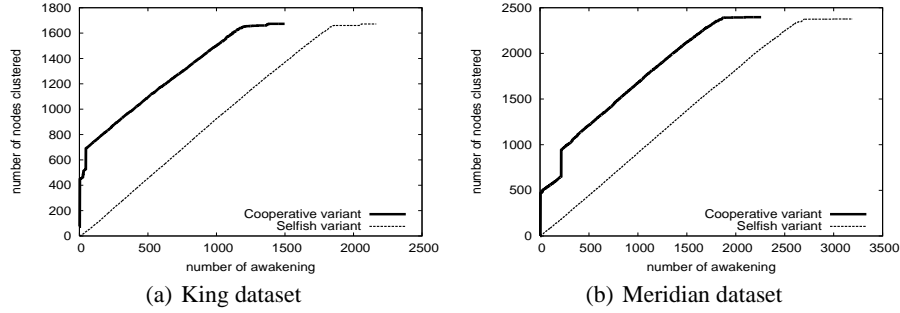 1800
1600
1400
1200
1000
800
600
400
200
0
number of nodes clustered
Cooperative variant
Selfish variant
0 500 1000 1500 2000 2500
number of awakening
(a) King dataset
2500
2000
1500
1000
500
0
number of nodes clustered
Cooperative variant
Selfish variant
0 500 1000 1500 2000 2500 3000 3500
number of awakening
(b) Meridian dataset